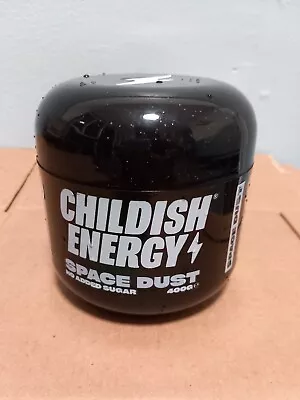 CHILDISH®
ENERGY
SPACE DUST
NO ADDED SUGAR
400G℮